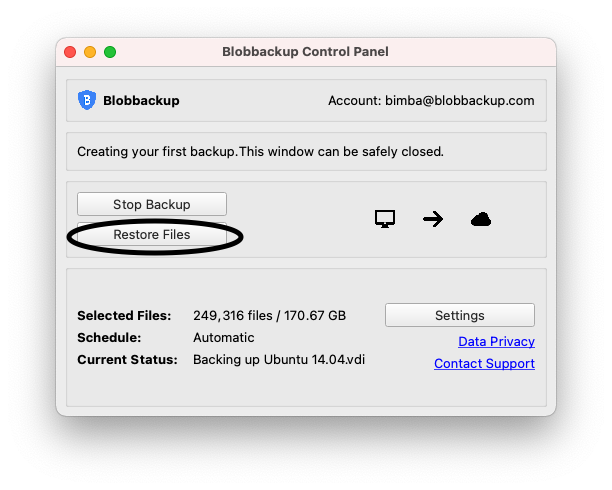 Blobbackup Control Panel
Blobbackup Account: bimba@blobbackup.com
Creating your first backup.This window can be safely closed.
Stop Backup
Restore Files
Selected Files: 249,316 files / 170.67 GB Settings
Schedule: Automatic Data Privacy
Current Status: Backing up Ubuntu 14.04.vdi Contact Support